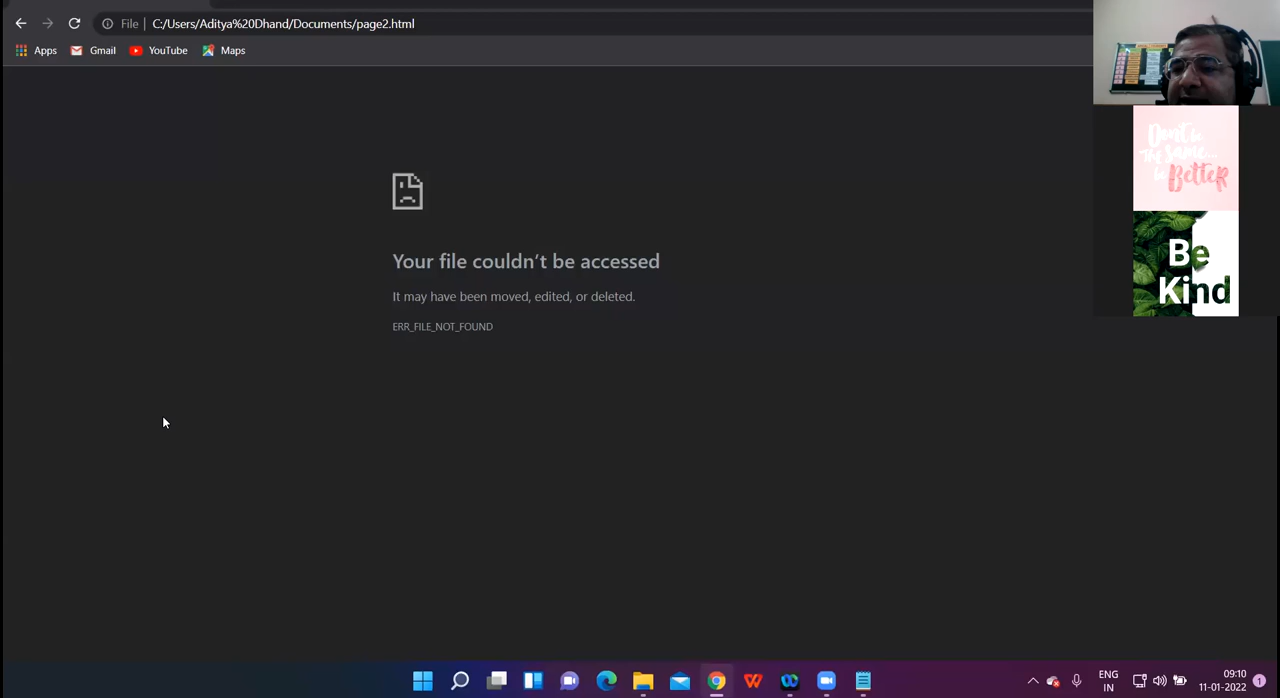 File | C:/Users/Aditya%20Dhand/Documents/page2.html
Apps Gmail YouTube Maps
Your file couldn't be accessed
It may have been moved, edited, or deleted.
ERR_FILE_NOT_FOUND
Don't be
the same...
be
Better
Be
Kind
ENG
IN
09:10
11-01-2022
1